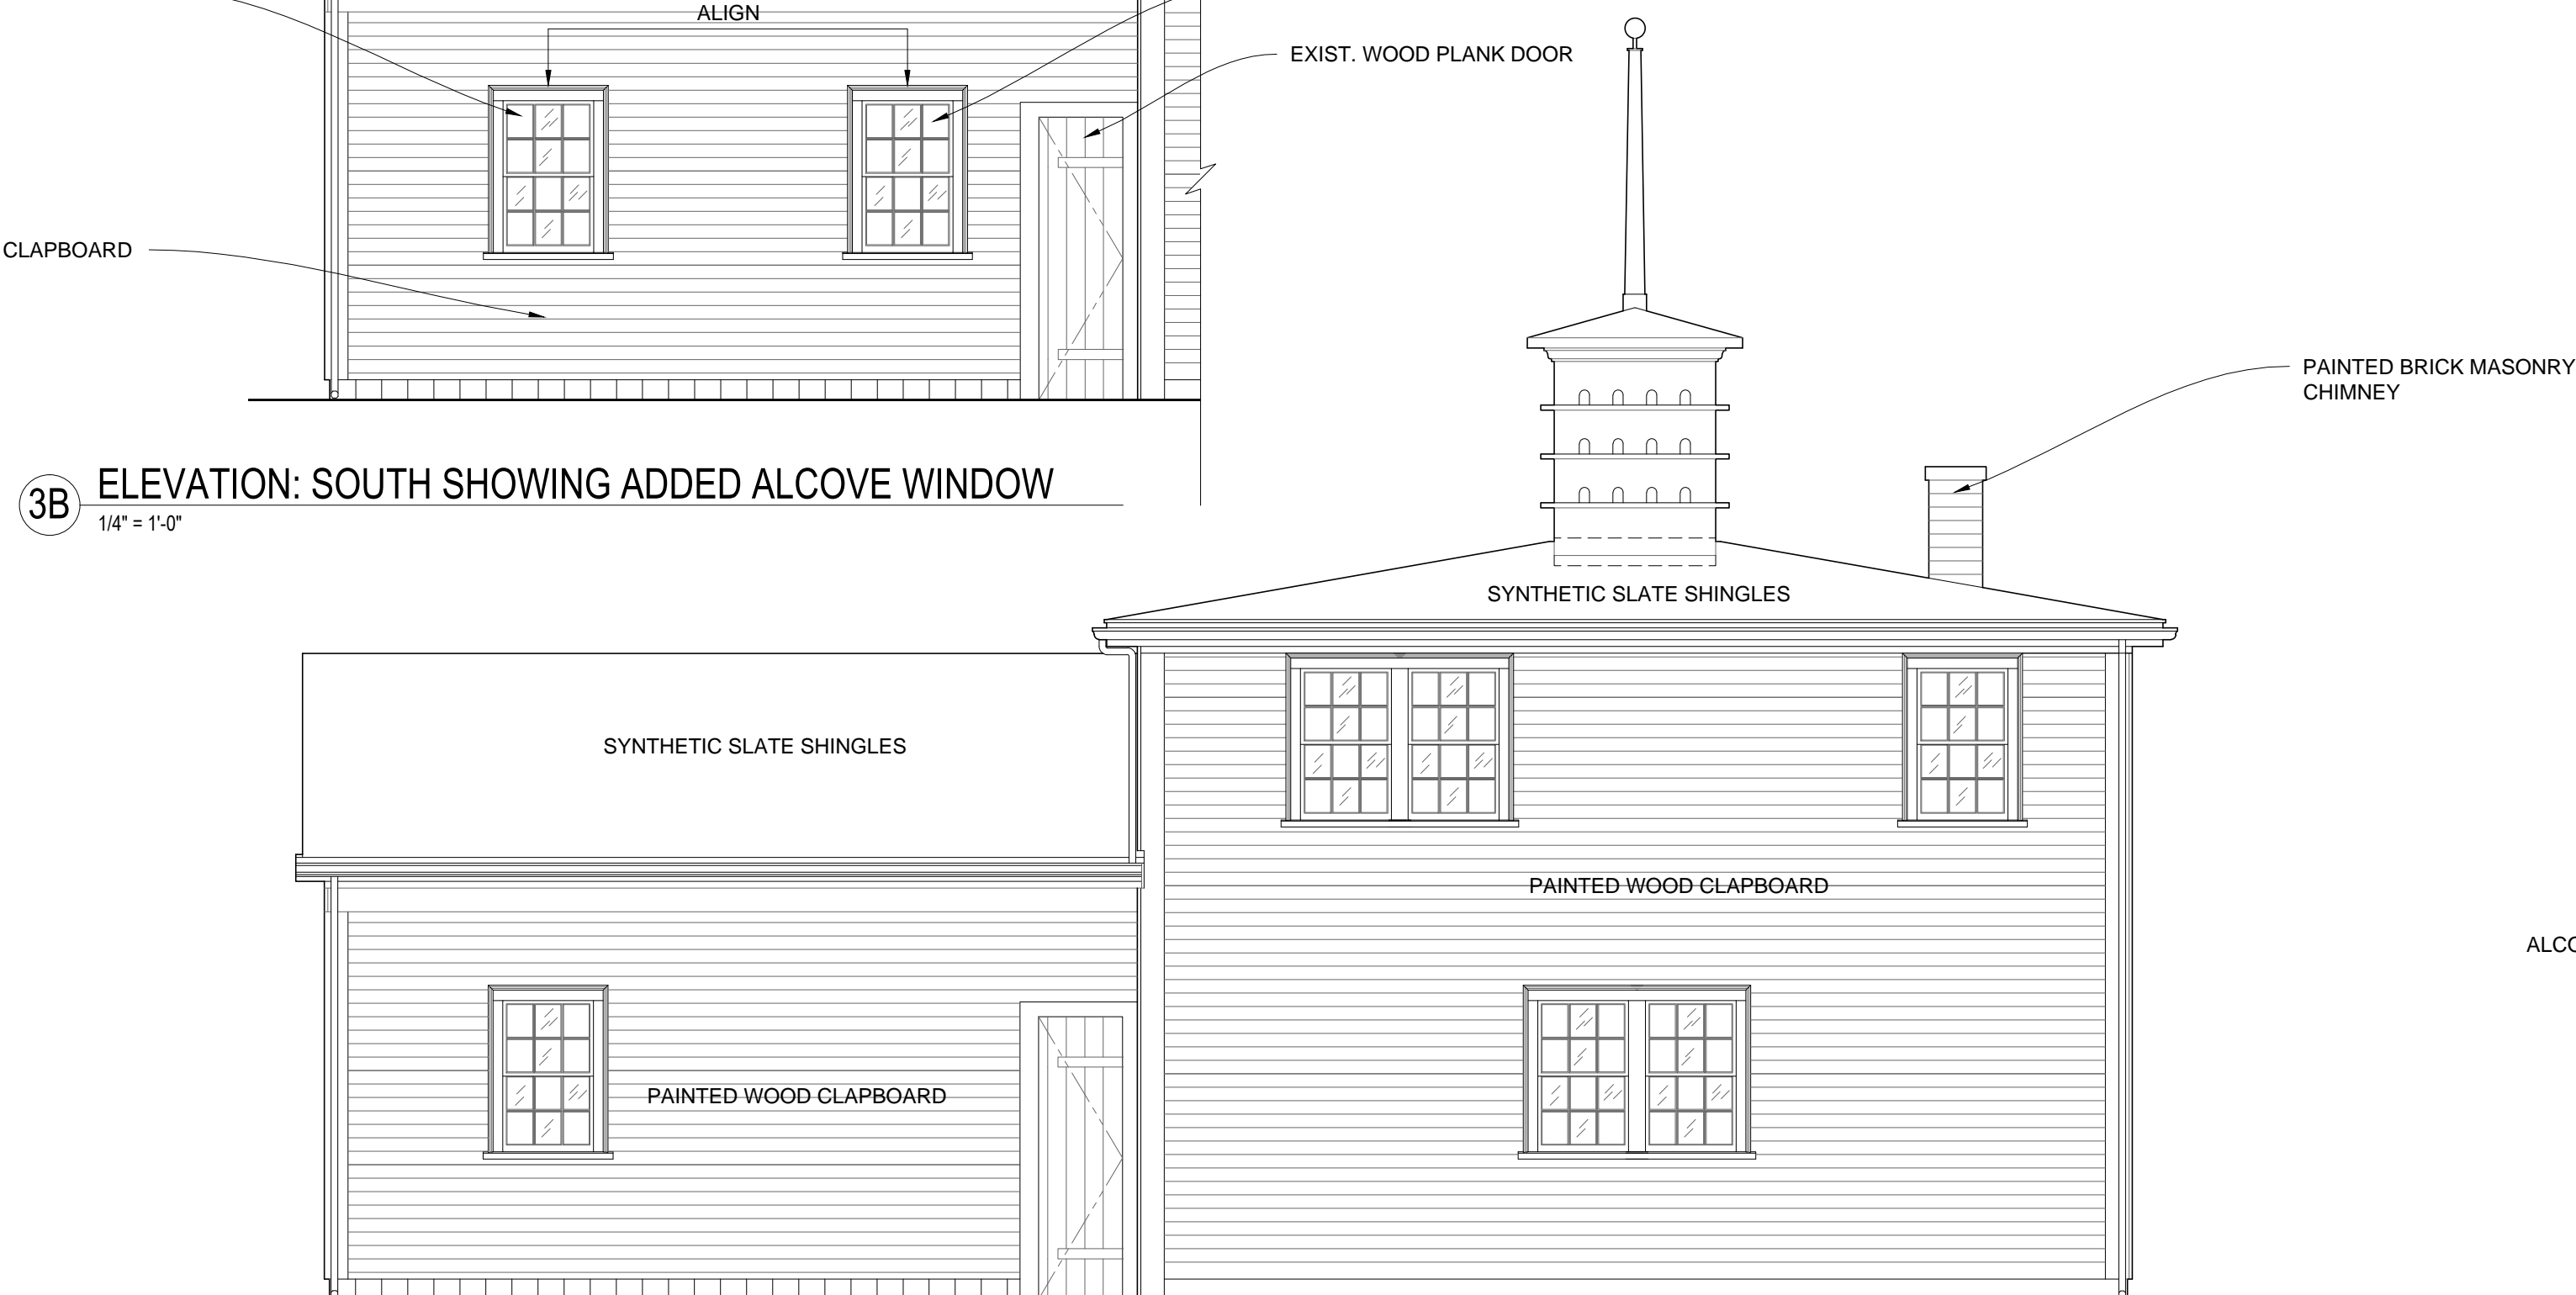 ALIGN
EXIST. WOOD PLANK DOOR
CLAPBOARD
PAINTED BRICK MASONRY
CHIMNEY
3B
ELEVATION: SOUTH SHOWING ADDED ALCOVE WINDOW
1/4" = 1'-0"
SYNTHETIC SLATE SHINGLES
SYNTHETIC SLATE SHINGLES
PAINTED WOOD CLAPBOARD
PAINTED WOOD CLAPBOARD